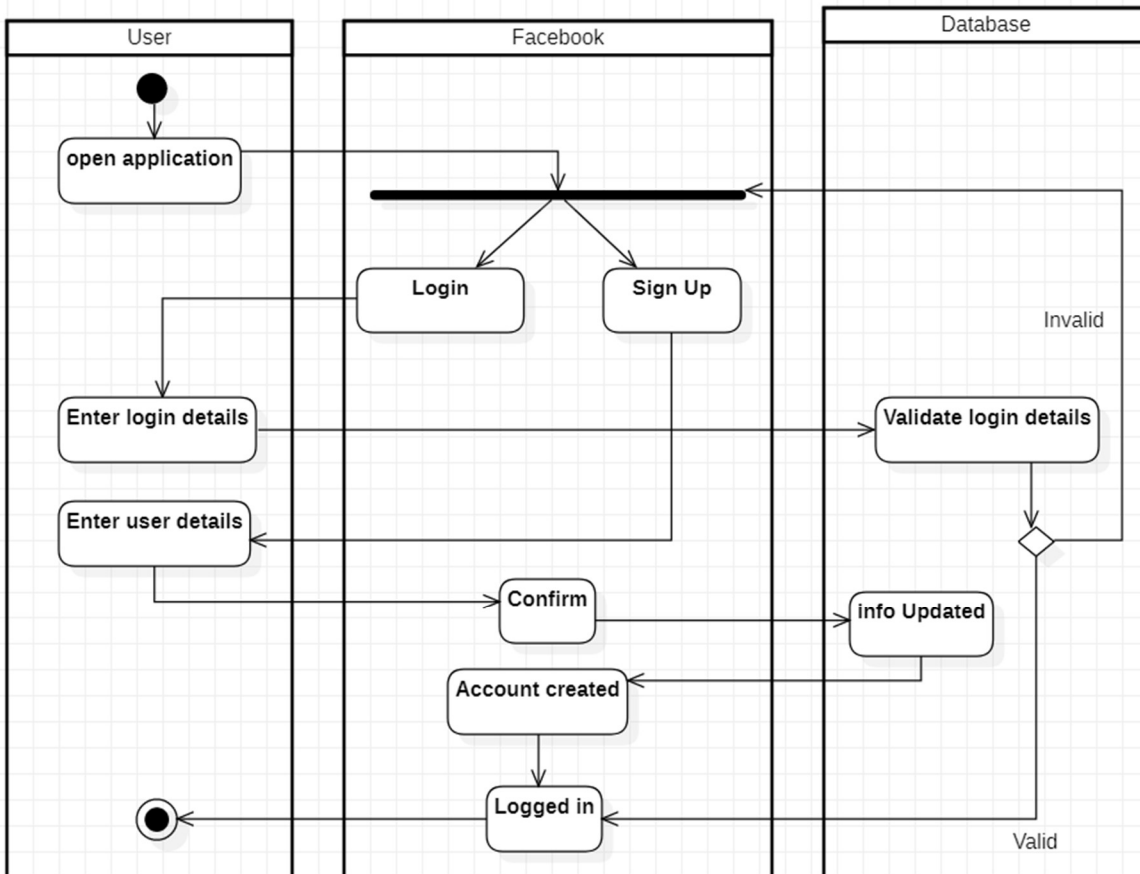 User
Facebook
Database
open application
Login
Sign Up
Invalid
Enter login details
Validate login details
Enter user details
Confirm
info Updated
Account created
Logged in
Valid